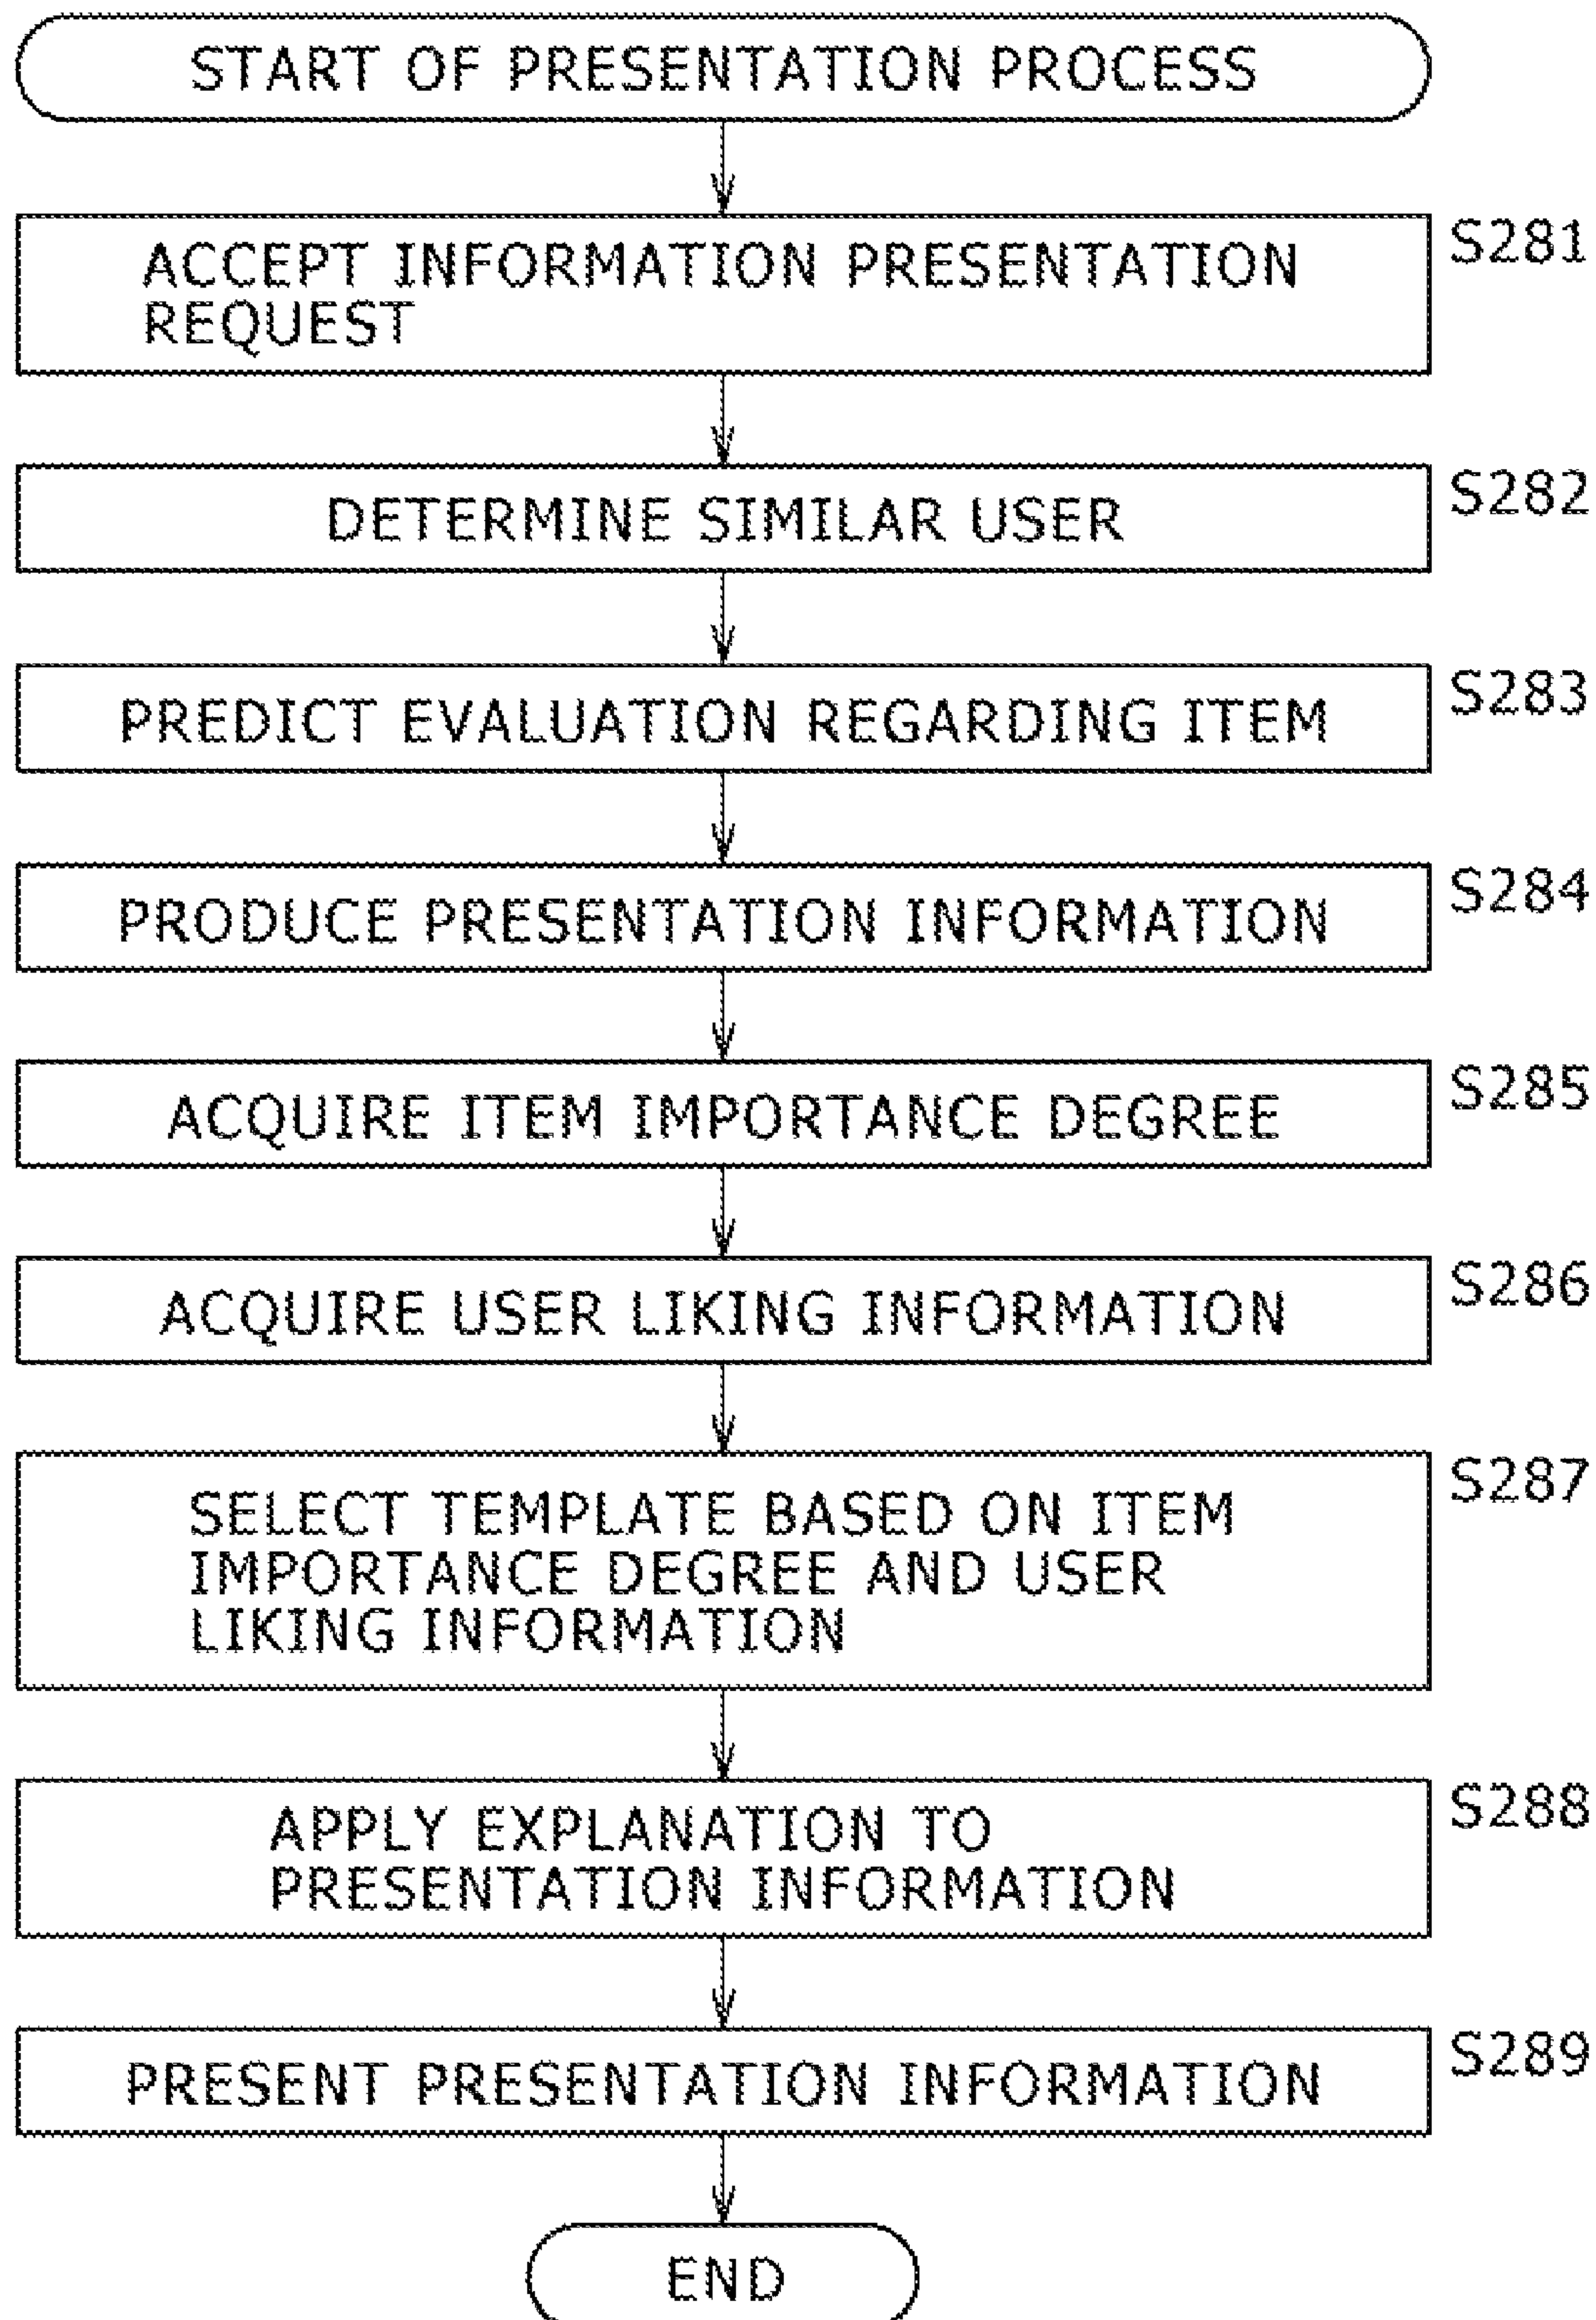 START OF PRESENTATION PROCESS
S281
ACCEPT INFORMATION PRESENTATION
REQUEST
S282
DETERMINE SIMILAR USER
S283
PREDICT EVALUATION REGARDING ITEM
S284
PRODUCE PRESENTATION INFORMATION
S285
ACQUIRE ITEM IMPORTANCE DEGREE
S286
ACQUIRE USER LIKING INFORMATION
S287
SELECT TEMPLATE BASED ON ITEM
IMPORTANCE DEGREE AND USER
LIKING INFORMATION
S288
APPLY EXPLANATION TO
PRESENTATION INFORMATION
S289
PRESENT PRESENTATION INFORMATION
END